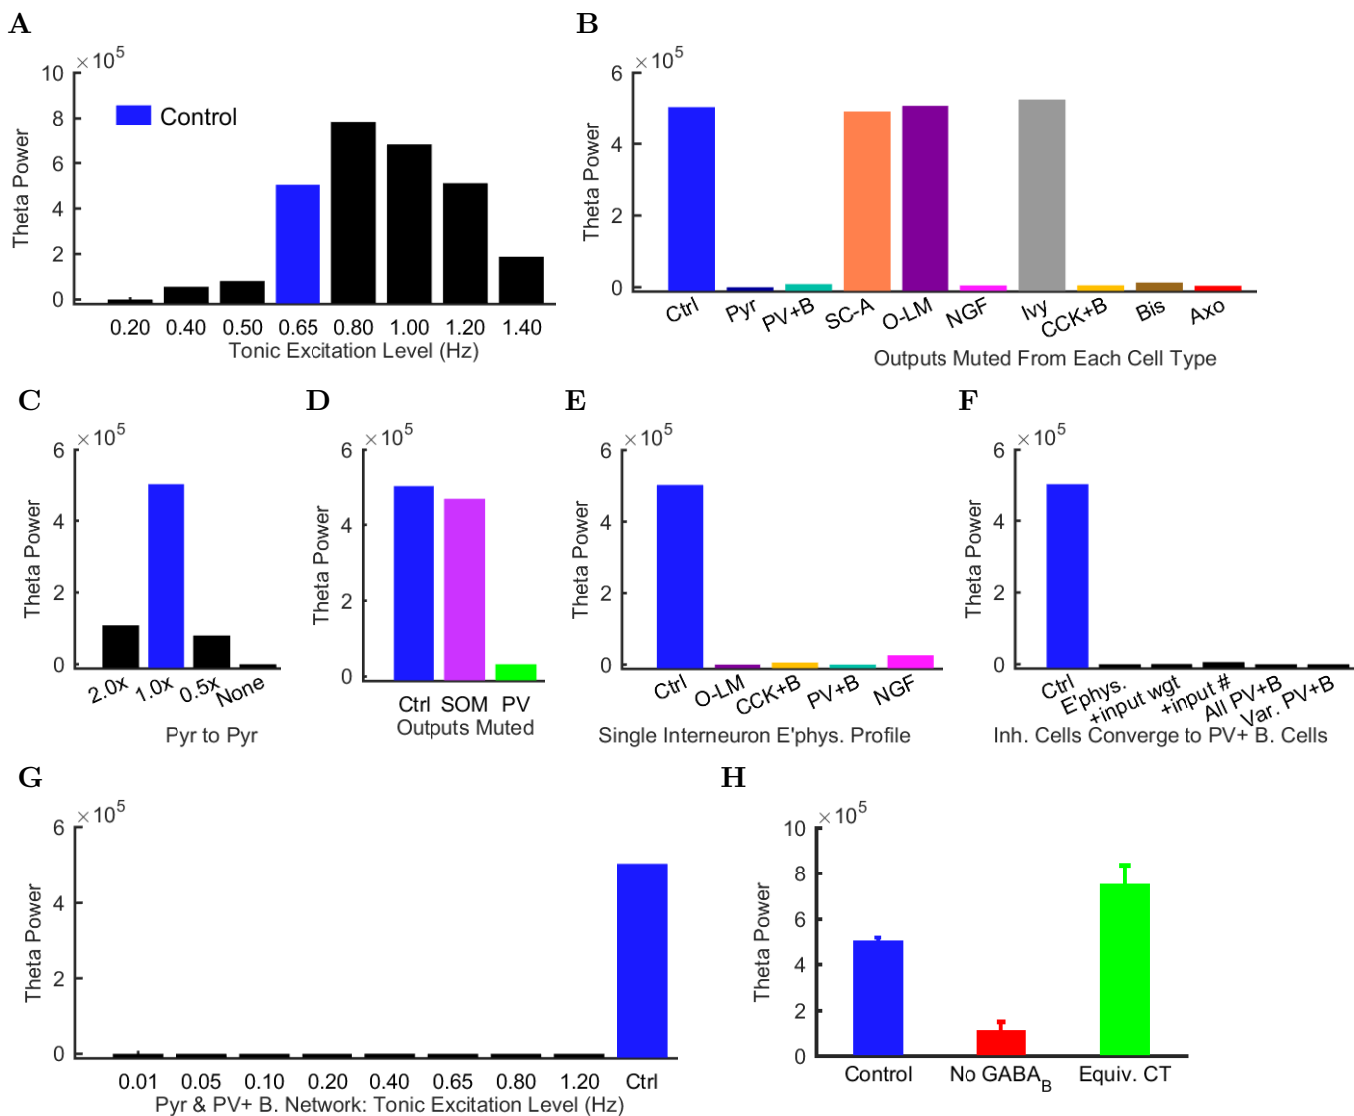 A
×10⁵
10
8
6
4
2
0
Theta Power
Control
0.20 0.40 0.50 0.65 0.80 1.00 1.20 1.40
Tonic Excitation Level (Hz)
B
×10⁵
6
4
2
0
Theta Power
Ctrl Pyr PV+B SC-A O-LM NGF Ivy CCK+B Bis Axo
Outputs Muted From Each Cell Type
C
×10⁵
6
4
2
0
Theta Power
2.0x 1.0x 0.5x None
Pyr to Pyr
D
×10⁵
6
4
2
0
Theta Power
Ctrl SOM PV
Outputs Muted
E
×10⁵
6
4
2
0
Theta Power
Ctrl O-LM CCK+B PV+B NGF
Single Interneuron E'phys. Profile
F
×10⁵
6
4
2
0
Theta Power
Ctrl E'phys. +input wgt +input # All PV+B Var. PV+B
Inh. Cells Converge to PV+ B. Cells
G
×10⁵
6
4
2
0
Theta Power
0.01 0.05 0.10 0.20 0.40 0.65 0.80 1.20 Ctrl
Pyr & PV+ B. Network: Tonic Excitation Level (Hz)
H
×10⁵
10
8
6
4
2
0
Theta Power
Control No GABA_B Equiv. CT